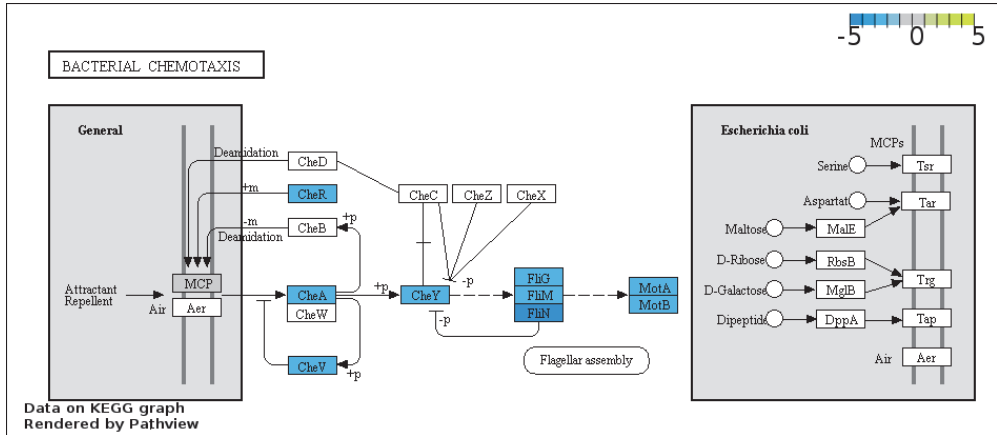 -5 0 5
BACTERIAL CHEMOTAXIS
General
Deamidation
CheD
+m
CheR
-m
Deamidation
CheB
+p
MCP
Attractant
Repellent
Air
Aer
CheA
CheW
CheV
+p
+p
CheC
CheZ
CheX
-p
CheY
-p
FliG
FliM
FliN
MotA
MotB
Flagellar assembly
Escherichia coli
MCPs
Serine
Tsr
Aspartat
Tar
Maltose
MalE
D-Ribose
RbsB
Trg
D-Galactose
MglB
Dipeptide
DppA
Tap
Air
Aer
Data on KEGG graph
Rendered by Pathview